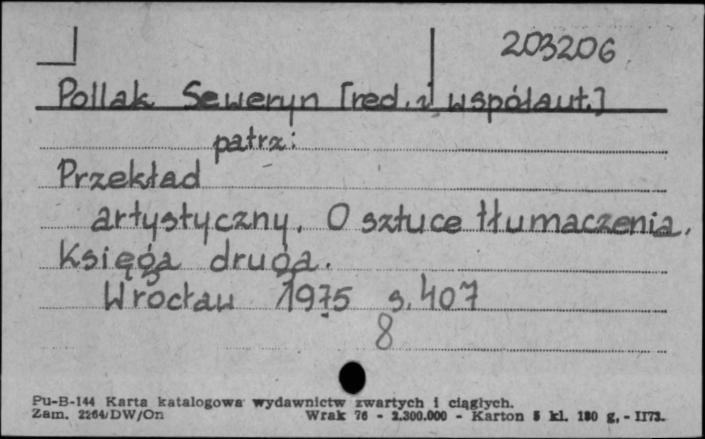 203206
Pollak Seweryn [red. i współaut.]
patrz:
Przekład
artystyczny. O sztuce tłumaczenia.
Księga druga.
Wrocław 1975 s. 407
8
Pu-B-144 Karta katalogowa wydawnictw zwartych i ciągłych.
Zam. 2264/DW/On Wrak 76 - 2.300.000 - Karton 5 kl. 180 g. - II73.